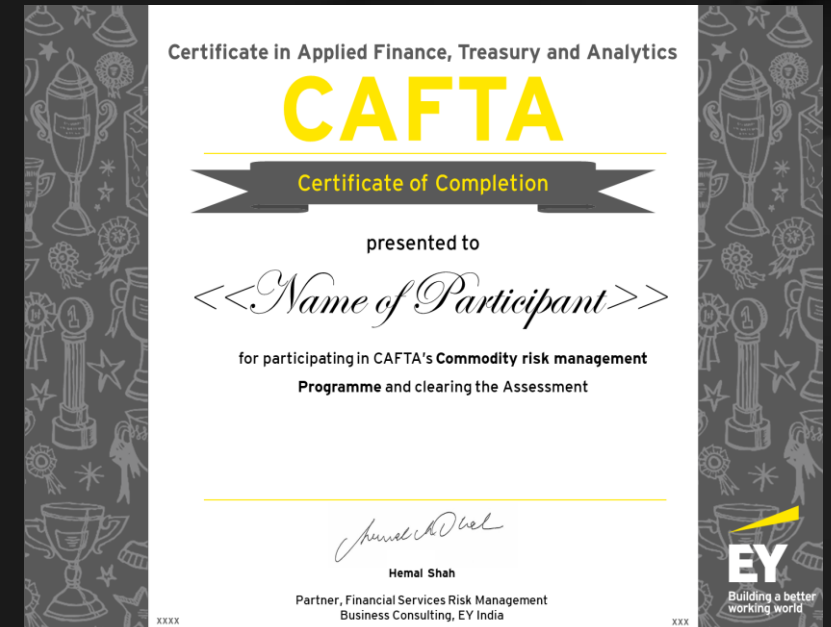 Certificate in Applied Finance, Treasury and Analytics
CAFTA
Certificate of Completion
presented to
<<Name of Participant>>
for participating in CAFTA's Commodity risk management
Programme and clearing the Assessment
Hemal Shah
Partner, Financial Services Risk Management
Business Consulting, EY India
xxxx
xxx
EY
Building a better
working world
1
1